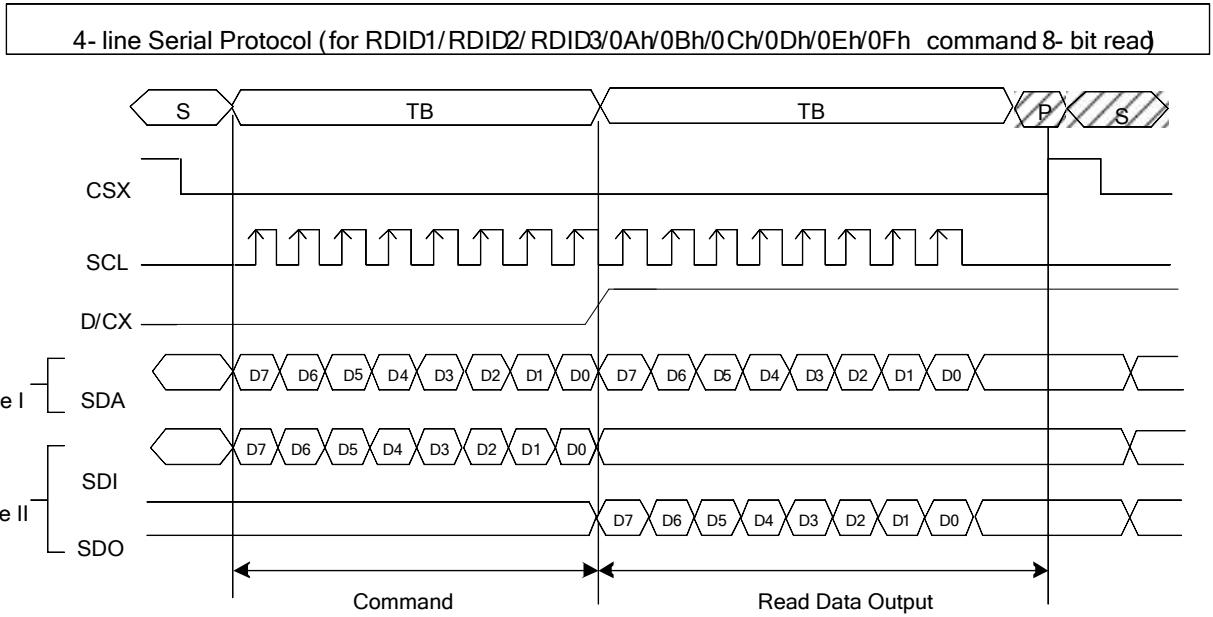 4- line Serial Protocol (for RDID1/ RDID2/ RDID3/0Ah/0Bh/0Ch/0Dh/0Eh/0Fh command 8- bit read)
S TB TB P S
CSX
SCL
D/CX
D7 D6 D5 D4 D3 D2 D1 D0 D7 D6 D5 D4 D3 D2 D1 D0
e I
SDA
D7 D6 D5 D4 D3 D2 D1 D0
SDI
e II
D7 D6 D5 D4 D3 D2 D1 D0
SDO
Command Read Data Output